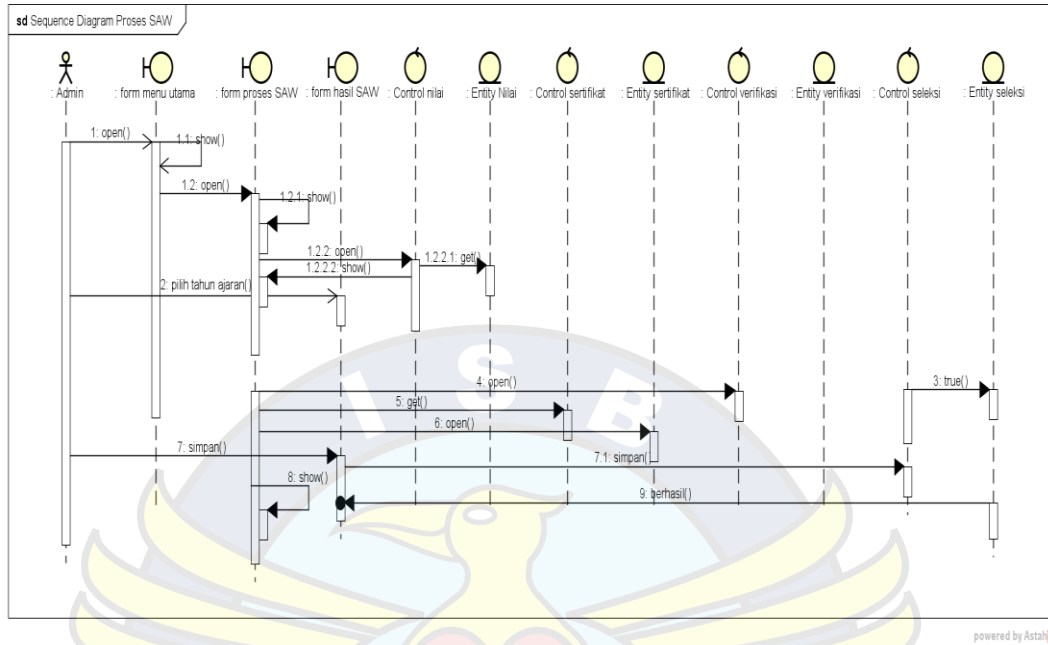 sd Sequence Diagram Proses SAW
: Admin
: form menu utama
: form proses SAW
: form hasil SAW
: Control nilai
: Entity Nilai
: Control sertifikat
: Entity sertifikat
: Control verifikasi
: Entity verifikasi
: Control seleksi
: Entity seleksi
1: open()
1.1: show()
1.2: open()
1.2.1: show()
1.2.2: open()
1.2.2.1: get()
1.2.2.2: show()
2: pilih tahun ajaran()
3: true()
4: open()
5: get()
6: open()
7: simpan()
7.1: simpan()
8: show()
9: berhasil()
I S B
powered by Astah